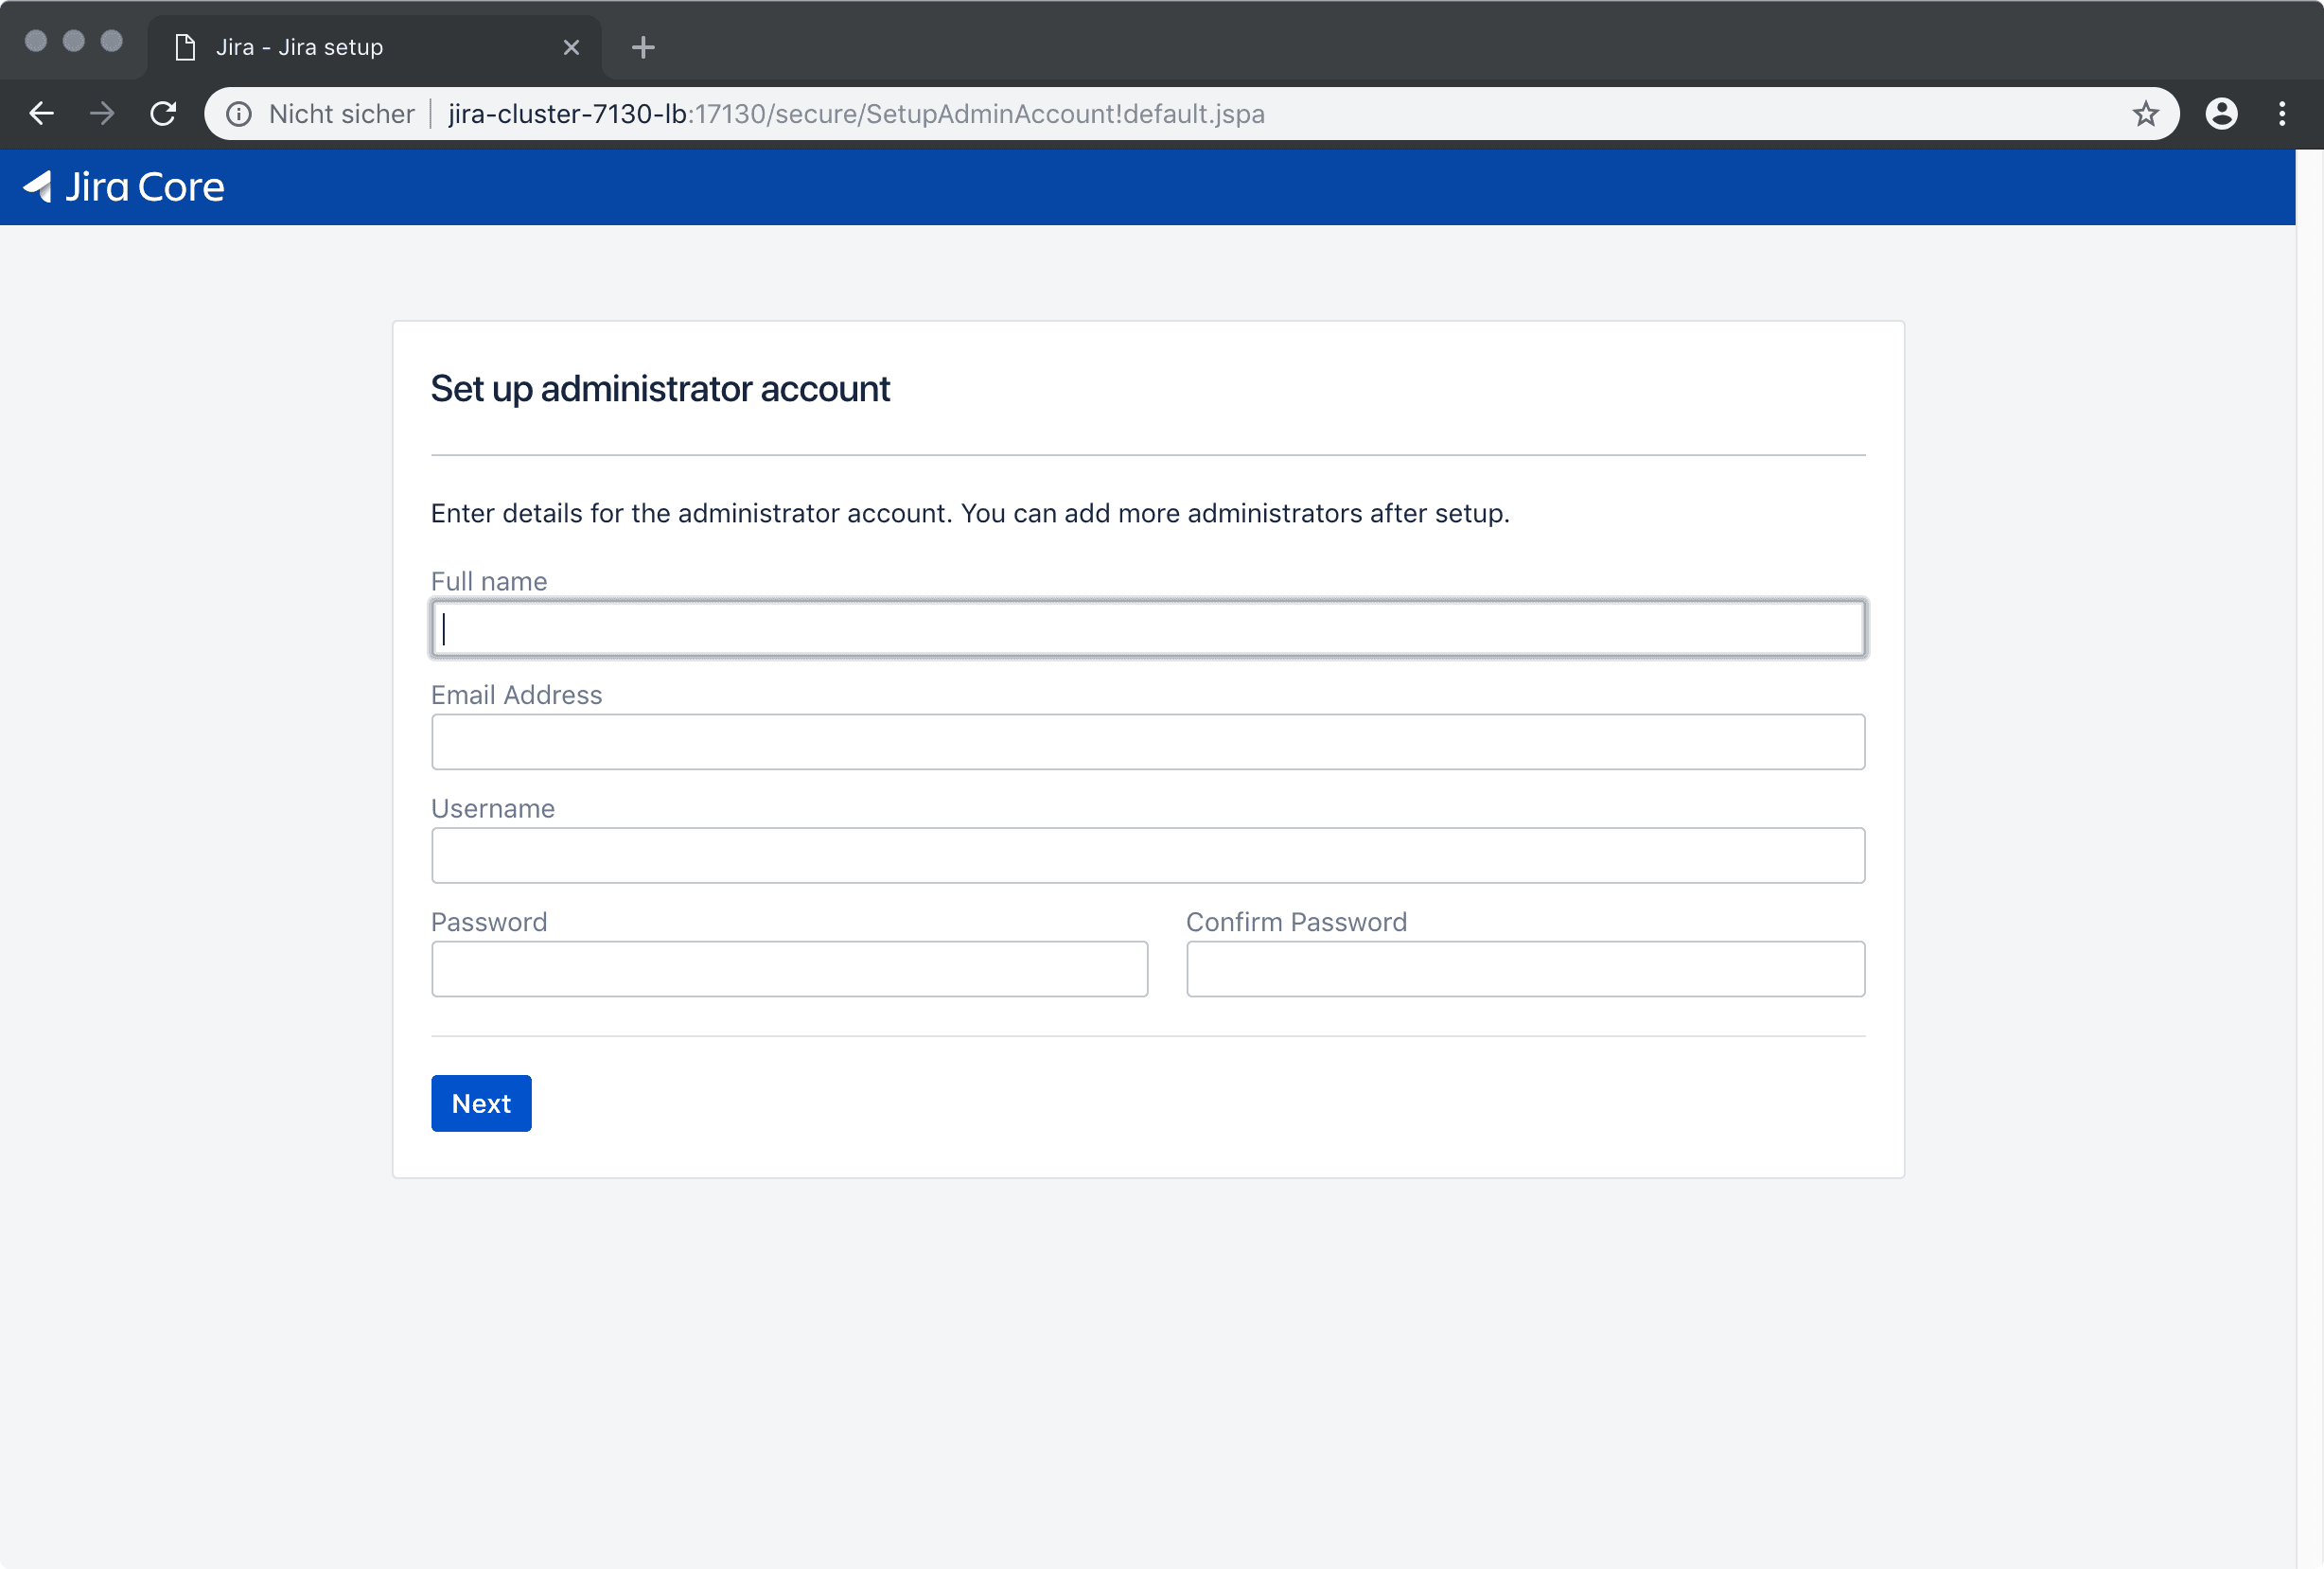 Jira - Jira setup
Nicht sicher jira-cluster-7130-lb:17130/secure/SetupAdminAccount!default.jspa
Jira Core
Set up administrator account
Enter details for the administrator account. You can add more administrators after setup.
Full name
Email Address
Username
Password Confirm Password
Next